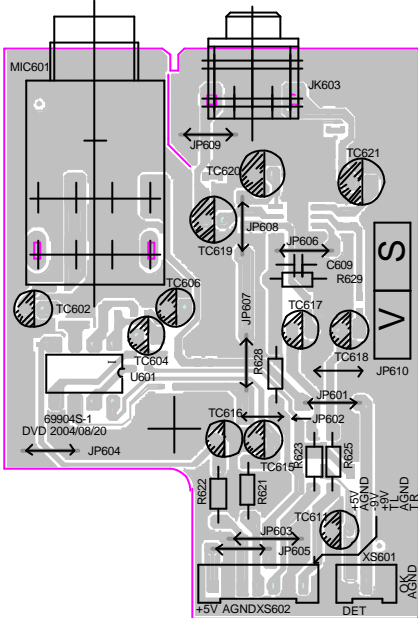 MIC601
JK603
JP609
TC620
TC621
TC619
JP608
JP606
C609
R629
S
V
TC606
TC602
TC604
JP607
TC617
TC618
JP610
R628
U601
JP601
69904S-1
DVD 2004/08/20
TC616
JP602
JP604
TC615
R623
R625
R622
R621
TC611
+5V
AGND
-9V
+9V
TL
AGND
TR
JP603
JP605
XS601
OK
AGND
+5V AGNDXS602
DET